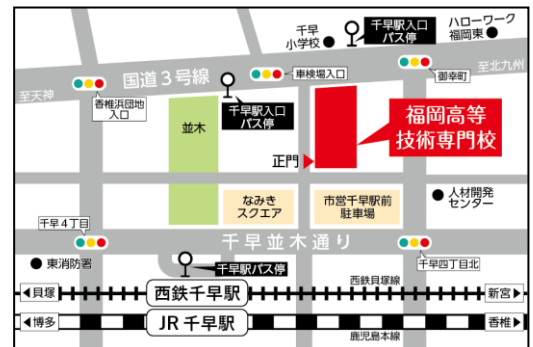 千早
小学校
千早駅入口
バス停
ハローワーク
福岡東
国道3号線
車検場入口
御幸町
至北九州
至天神
香椎浜団地
入口
千早駅入口
バス停
並木
福岡高等
技術専門校
正門
なみき
スクエア
市営千早駅前
駐車場
人材開発
センター
千早4丁目
千早並木通り
東消防署
千早駅バス停
千早四丁目北
西鉄貝塚線
◀貝塚
西鉄千早駅
新宮▶
◀博多
JR 千早駅
香椎▶
鹿児島本線